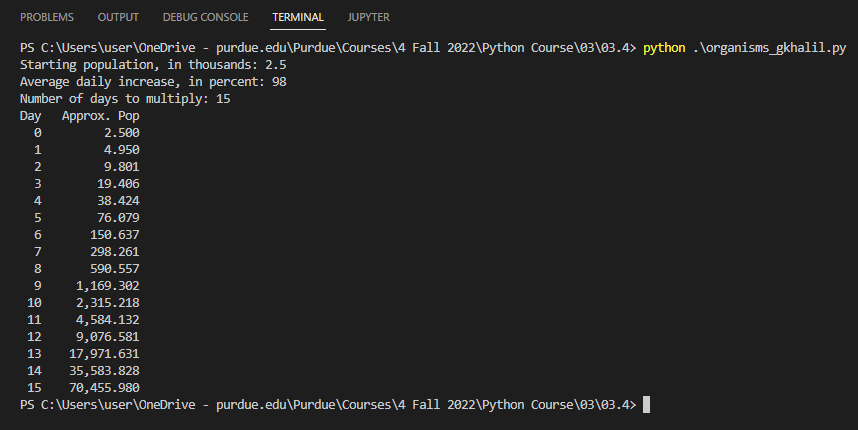 PROBLEMS OUTPUT DEBUG CONSOLE TERMINAL JUPYTER
PS C:\Users\user\OneDrive - purdue.edu\Purdue\Courses\4 Fall 2022\Python Course\03\03.4> python .\organisms_gkhalil.py
Starting population, in thousands: 2.5
Average daily increase, in percent: 98
Number of days to multiply: 15
Day Approx. Pop
0 2.500
1 4.950
2 9.801
3 19.406
4 38.424
5 76.079
6 150.637
7 298.261
8 590.557
9 1,169.302
10 2,315.218
11 4,584.132
12 9,076.581
13 17,971.631
14 35,583.828
15 70,455.980
PS C:\Users\user\OneDrive - purdue.edu\Purdue\Courses\4 Fall 2022\Python Course\03\03.4>